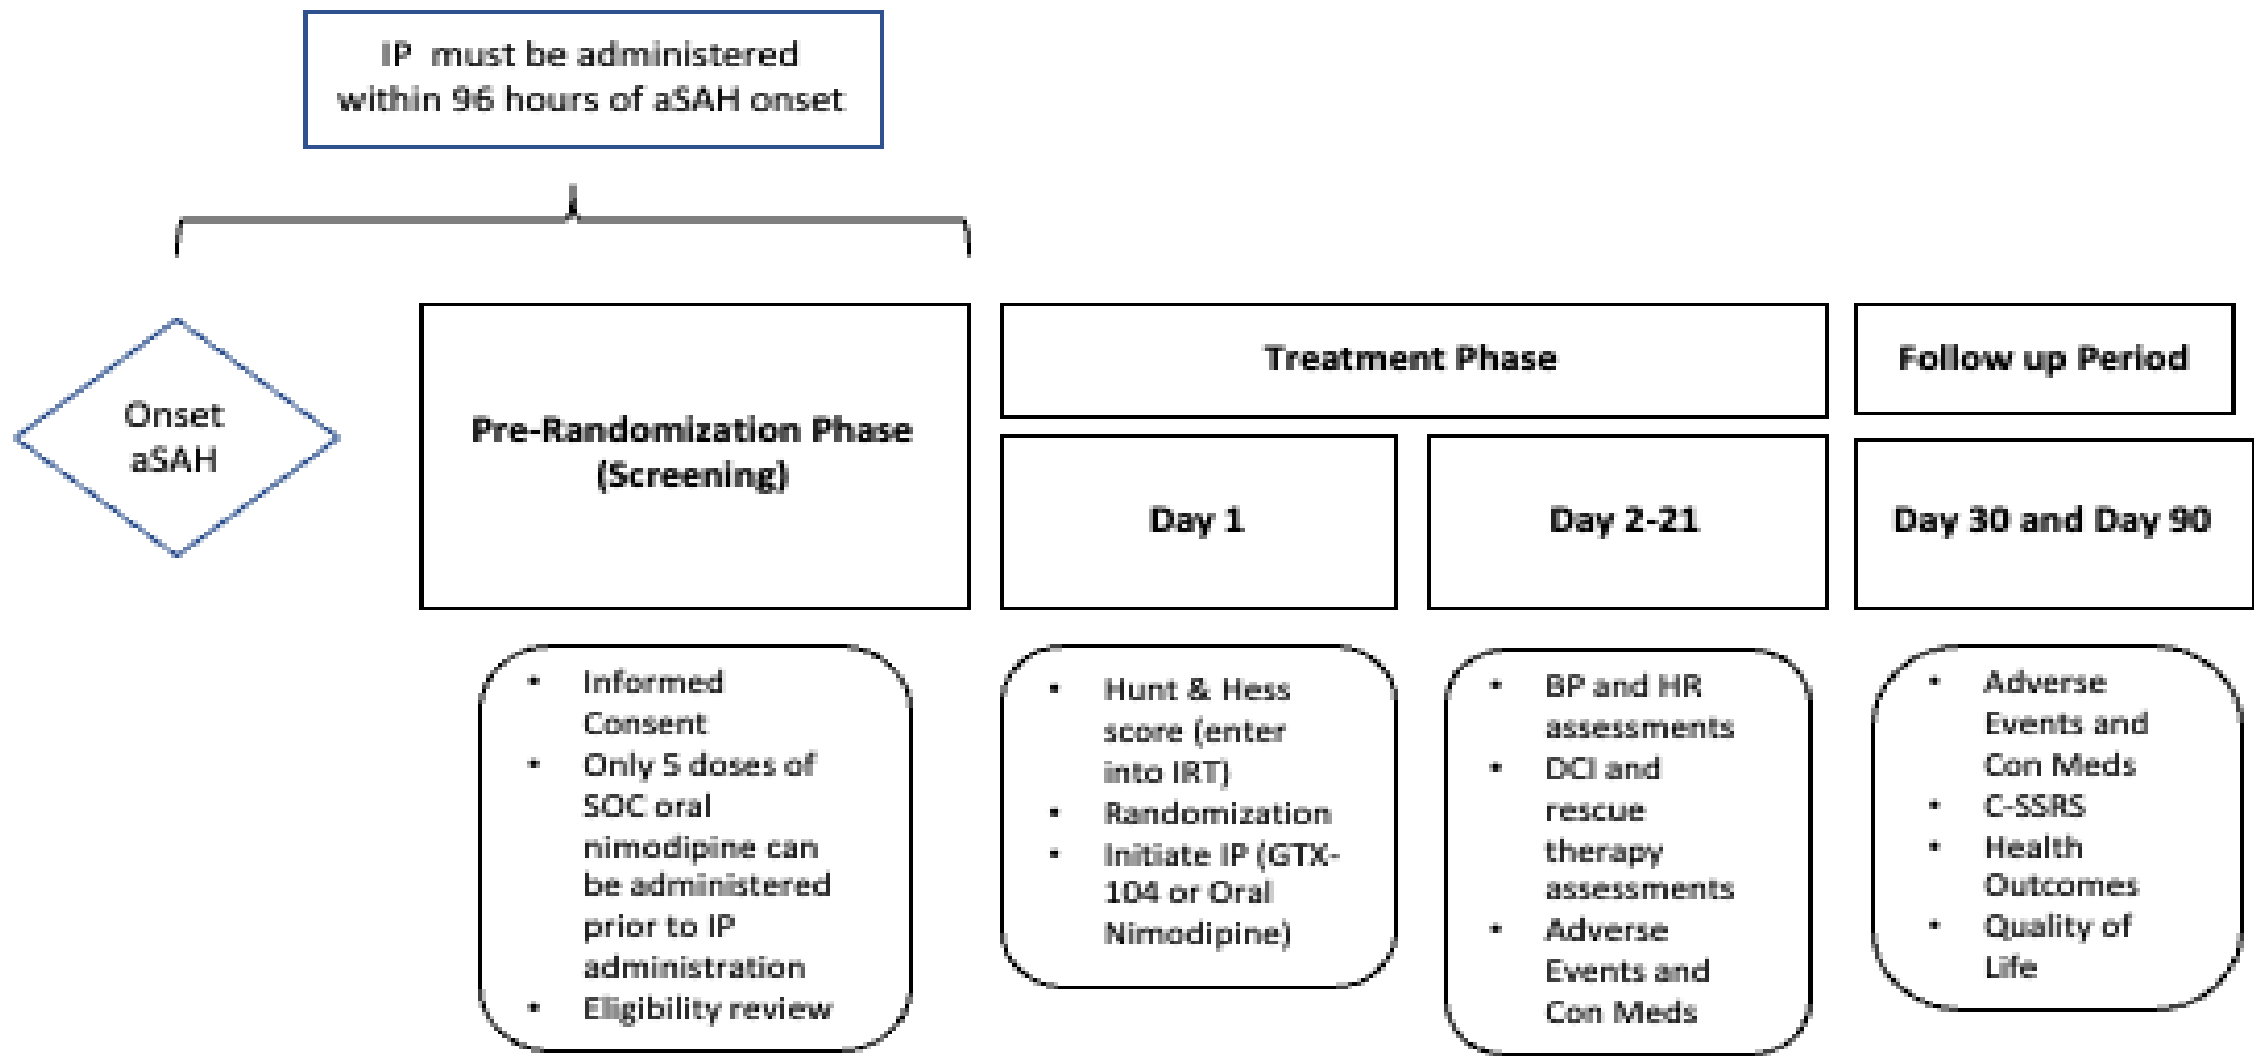 IP must be administered
within 96 hours of aSAH onset
Onset
aSAH
Pre-Randomization Phase
(Screening)
Treatment Phase
Follow up Period
Day 1
Day 2-21
Day 30 and Day 90
• Informed
Consent
• Only 5 doses of
SOC oral
nimodipine can
be administered
prior to IP
administration
• Eligibility review
• Hunt & Hess
score (enter
into IRT)
• Randomization
• Initiate IP (GTX-
104 or Oral
Nimodipine)
• BP and HR
assessments
• DCI and
rescue
therapy
assessments
• Adverse
Events and
Con Meds
• Adverse
Events and
Con Meds
• C-SSRS
• Health
Outcomes
• Quality of
Life